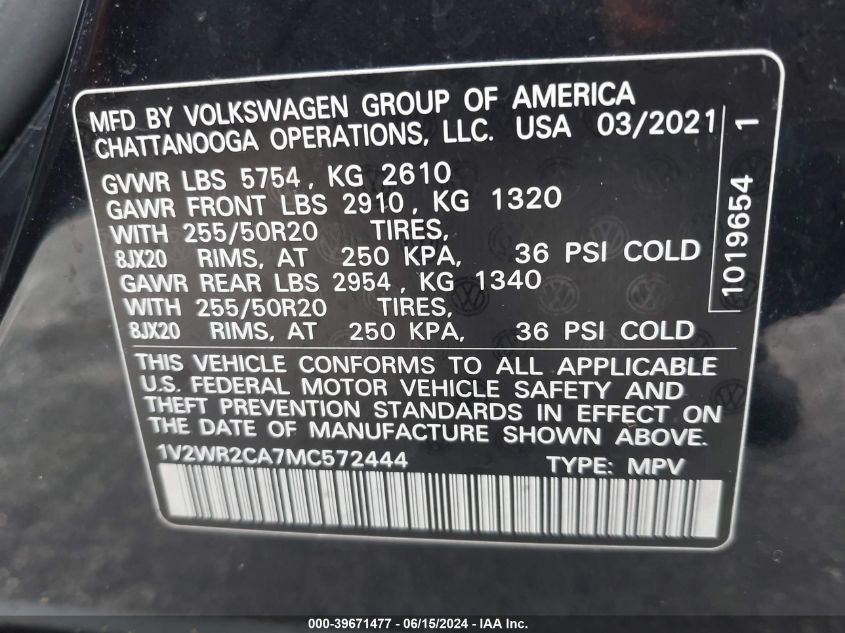 MFD BY VOLKSWAGEN GROUP OF AMERICA
CHATTANOOGA OPERATIONS, LLC. USA 03/2021
GVWR LBS 5754, KG 2610
GAWR FRONT LBS 2910, KG 1320
WITH 255/50R20 TIRES,
8JX20 RIMS, AT 250 KPA, 36 PSI COLD
GAWR REAR LBS 2954, KG 1340
WITH 255/50R20 TIRES,
8JX20 RIMS, AT 250 KPA, 36 PSI COLD
1019654 1
THIS VEHICLE CONFORMS TO ALL APPLICABLE
U.S. FEDERAL MOTOR VEHICLE SAFETY AND
THEFT PREVENTION STANDARDS IN EFFECT ON
THE DATE OF MANUFACTURE SHOWN ABOVE.
1V2WR2CA7MC572444 TYPE: MPV
000-39671477 - 06/15/2024 - IAA Inc.